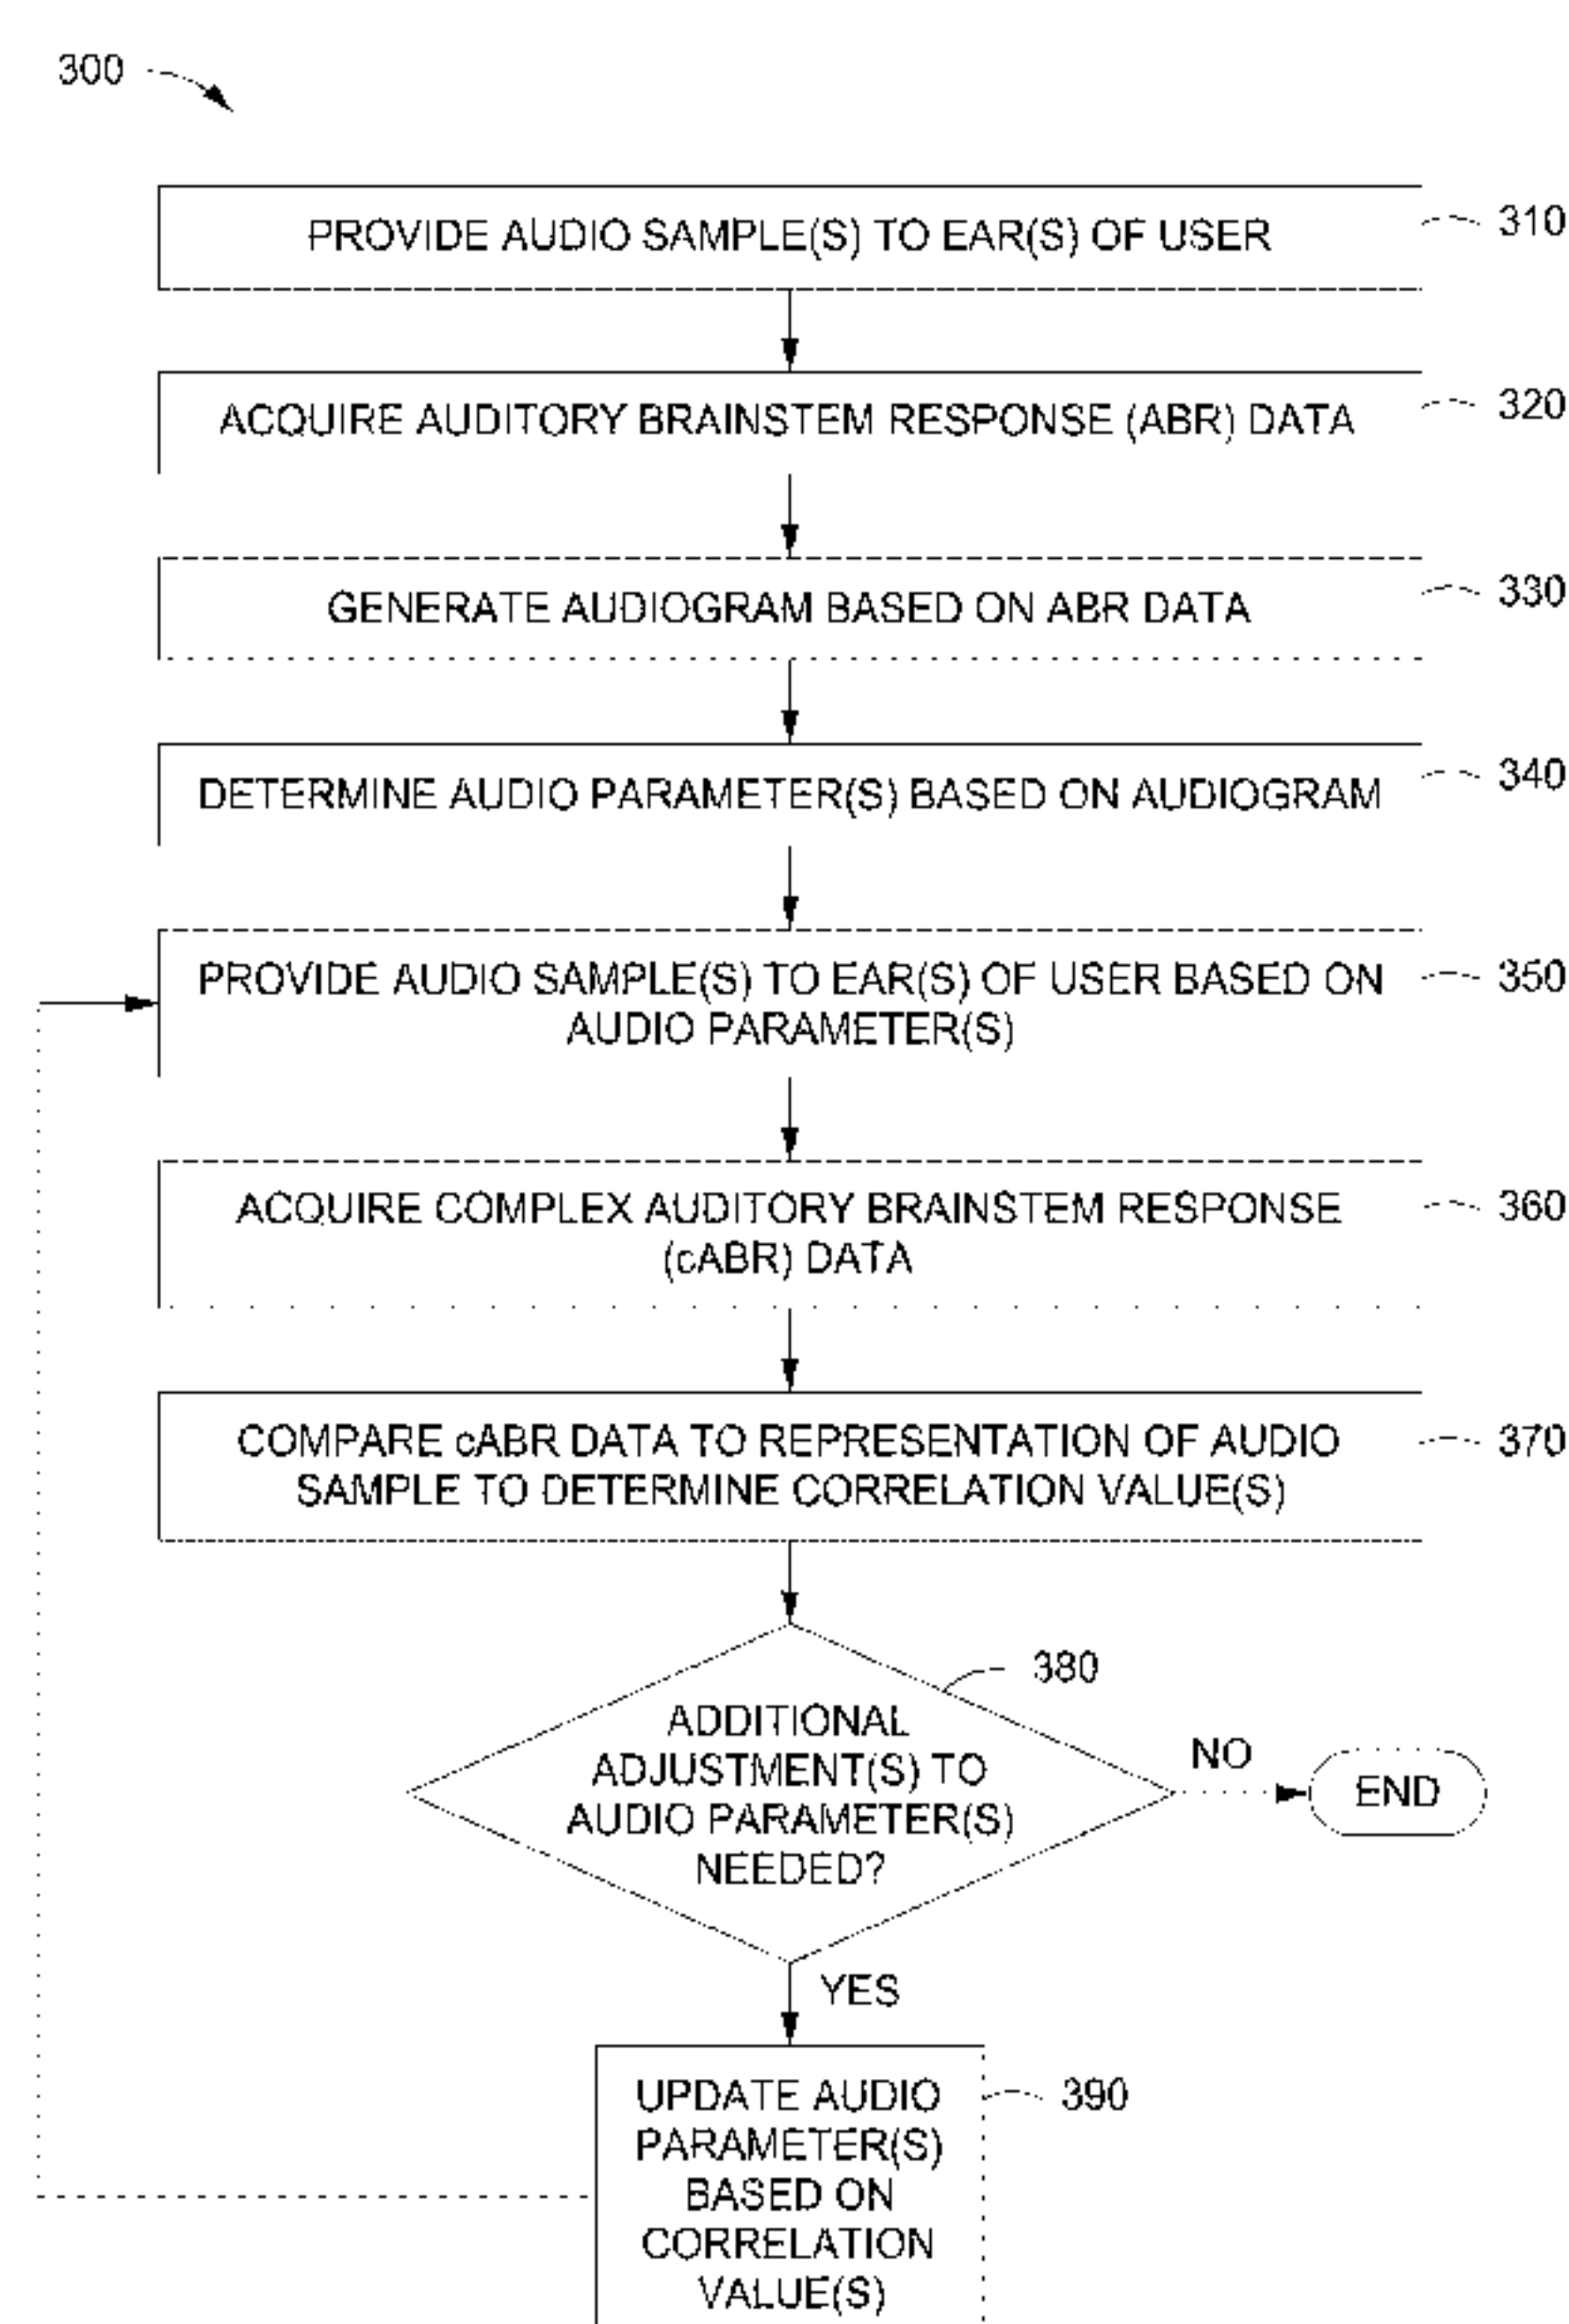 300
PROVIDE AUDIO SAMPLE(S) TO EAR(S) OF USER
310
ACQUIRE AUDITORY BRAINSTEM RESPONSE (ABR) DATA
320
GENERATE AUDIOGRAM BASED ON ABR DATA
330
DETERMINE AUDIO PARAMETER(S) BASED ON AUDIOGRAM
340
PROVIDE AUDIO SAMPLE(S) TO EAR(S) OF USER BASED ON
AUDIO PARAMETER(S)
350
ACQUIRE COMPLEX AUDITORY BRAINSTEM RESPONSE
(cABR) DATA
360
COMPARE cABR DATA TO REPRESENTATION OF AUDIO
SAMPLE TO DETERMINE CORRELATION VALUE(S)
370
380
ADDITIONAL
ADJUSTMENT(S) TO
AUDIO PARAMETER(S)
NEEDED?
NO
END
YES
UPDATE AUDIO
PARAMETER(S)
BASED ON
CORRELATION
VALUE(S)
390